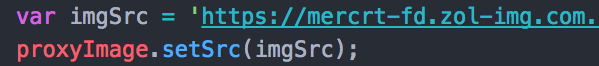 var imgSrc = 'https://mercrt-fd.zol-img.com.
proxyImage.setSrc(imgSrc);